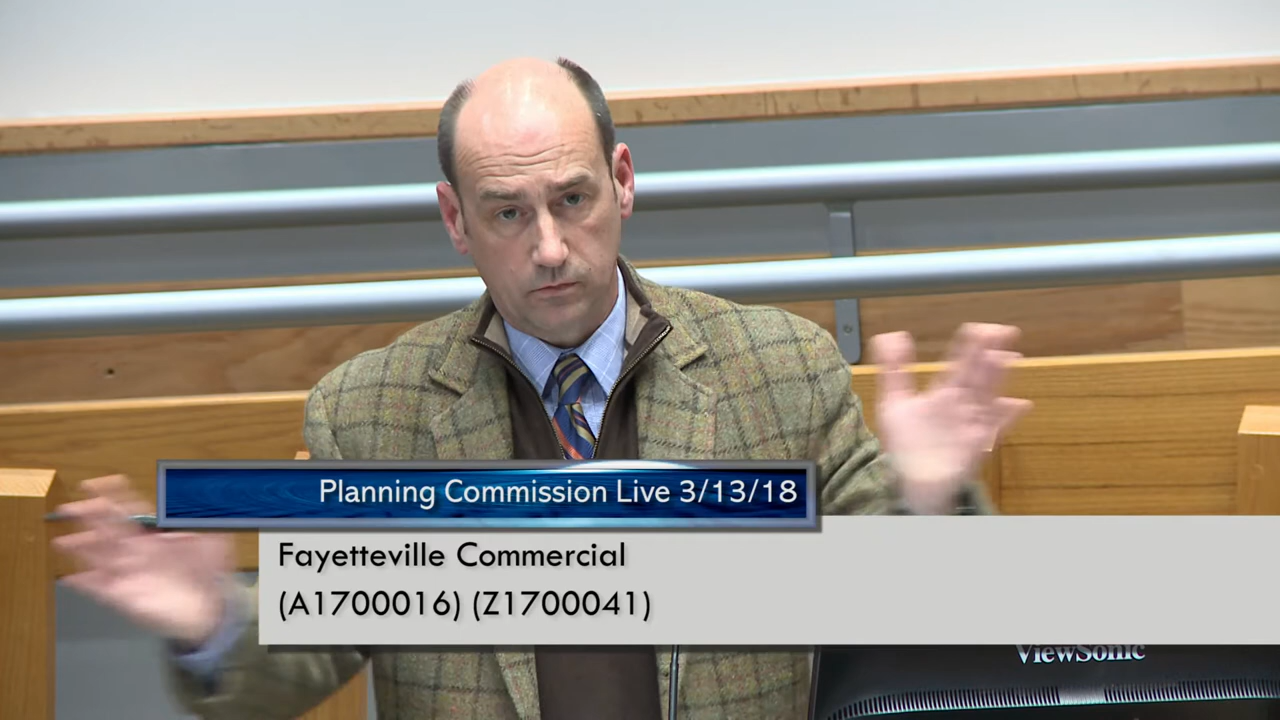 Planning Commission Live 3/13/18
Fayetteville Commercial
(A1700016) (Z1700041)
ViewSonic